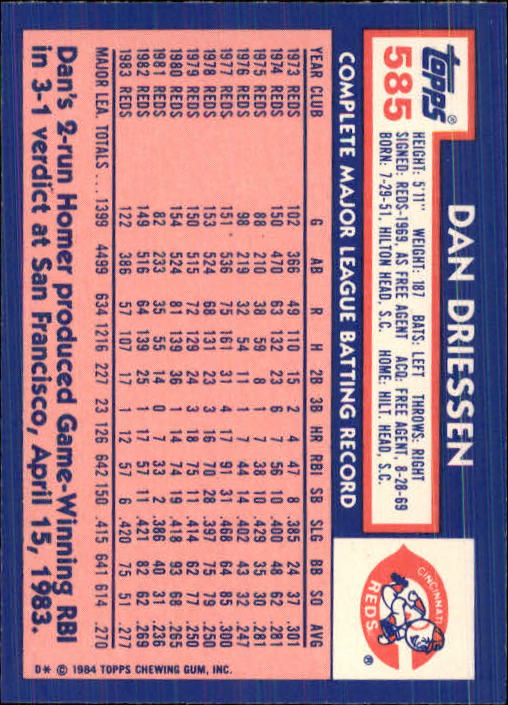 topps®
585
DAN DRIESSEN
HEIGHT: 5'11" WEIGHT: 187 BATS: LEFT THROWS: RIGHT
SIGNED: REDS-1969, AS FREE AGENT ACQ: FREE AGENT, 8-28-69
BORN: 7-29-51, HILTON HEAD, S.C. HOME: HILT. HEAD, S.C.
CINCINNATI
REDS
®
COMPLETE MAJOR LEAGUE BATTING RECORD
YEAR CLUB G AB R H 2B 3B HR RBI SB SLG BB SO AVG
1973 REDS 102 366 49 110 15 2 4 47 8 .385 24 37 .301
1974 REDS 150 470 63 132 23 6 7 56 10 .400 48 62 .281
1975 REDS 88 210 38 59 8 1 7 38 10 .429 35 30 .281
1976 REDS 98 219 32 54 11 1 7 44 14 .402 43 32 .247
1977 REDS 151 536 75 161 31 4 17 91 31 .468 64 85 .300
1978 REDS 153 524 68 131 23 3 16 70 28 .397 75 79 .250
1979 REDS 150 515 72 129 24 3 18 75 11 .414 62 77 .250
1980 REDS 154 524 81 139 36 1 14 74 19 .418 93 68 .265
1981 REDS 82 233 35 55 14 0 7 33 2 .386 40 31 .236
1982 REDS 149 516 64 139 25 1 17 57 11 .421 82 62 .269
1983 REDS 122 386 57 107 17 1 12 57 6 .420 75 51 .277
MAJOR LEA. TOTALS ... 1399 4499 634 1216 227 23 126 642 150 .415 641 614 .270
Dan's 2-run Homer produced Game-Winning RBI
in 3-1 verdict at San Francisco, April 15, 1983.
D* © 1984 TOPPS CHEWING GUM, INC.